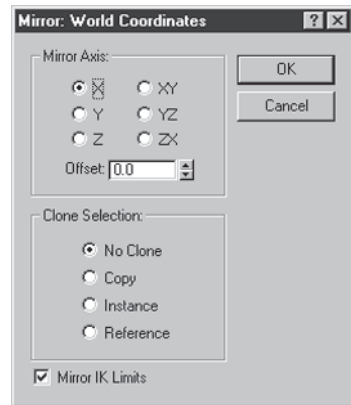 Mirror: World Coordinates
Mirror Axis:
X XY
Y YZ
Z ZX
Offset: 0.0
OK
Cancel
Clone Selection:
No Clone
Copy
Instance
Reference
Mirror IK Limits